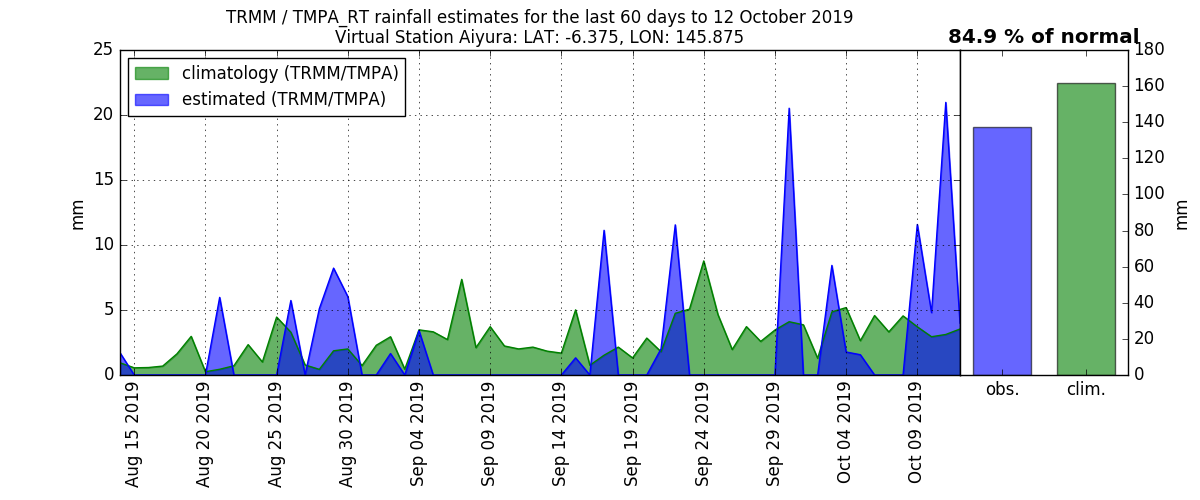 TRMM / TMPA_RT rainfall estimates for the last 60 days to 12 October 2019
Virtual Station Aiyura: LAT: -6.375, LON: 145.875
84.9 % of normal
climatology (TRMM/TMPA)
estimated (TRMM/TMPA)
25
20
15
10
5
0
mm
180
160
140
120
100
80
60
40
20
0
mm
Aug 15 2019
Aug 20 2019
Aug 25 2019
Aug 30 2019
Sep 04 2019
Sep 09 2019
Sep 14 2019
Sep 19 2019
Sep 24 2019
Sep 29 2019
Oct 04 2019
Oct 09 2019
obs.
clim.